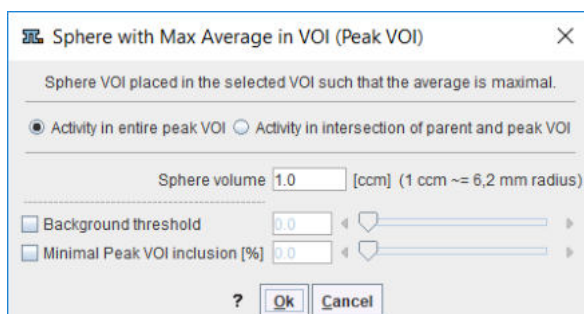 Sphere with Max Average in VOI (Peak VOI)
Sphere VOI placed in the selected VOI such that the average is maximal.
Activity in entire peak VOI Activity in intersection of parent and peak VOI
Sphere volume 1.0 [ccm] (1 ccm ~= 6,2 mm radius)
Background threshold 0.0
Minimal Peak VOI inclusion [%] 0.0
? Ok Cancel